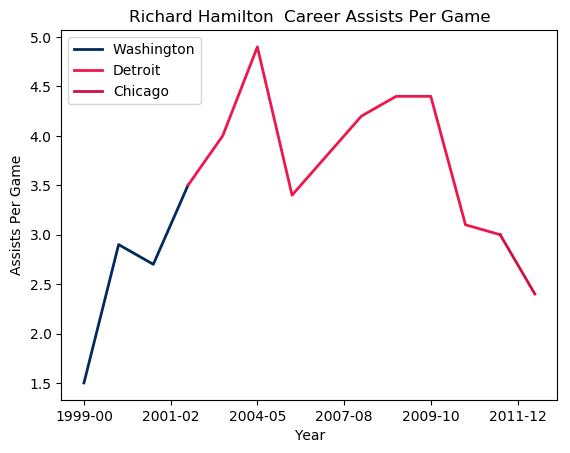 Richard Hamilton  Career Assists Per Game
Washington
Detroit
Chicago
Assists Per Game
5.0
4.5
4.0
3.5
3.0
2.5
2.0
1.5
1999-00 2001-02 2004-05 2007-08 2009-10 2011-12
Year